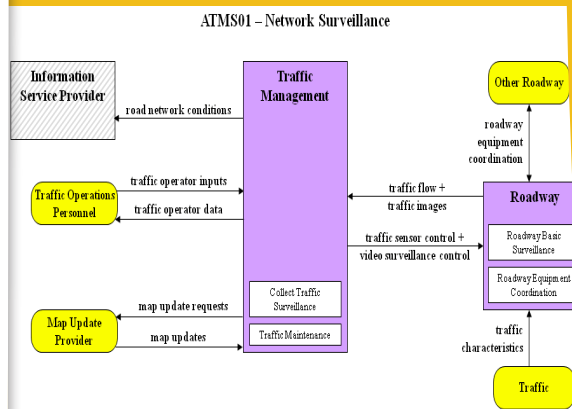 ATMS01 – Network Surveillance
Information
Service Provider
road network conditions
Traffic
Management
Other Roadway
roadway
equipment
coordination
Traffic Operations
Personnel
traffic operator inputs
traffic operator data
traffic flow +
traffic images
traffic sensor control +
video surveillance control
Roadway
Roadway Basic
Surveillance
Roadway Equipment
Coordination
Collect Traffic
Surveillance
Traffic Maintenance
Map Update
Provider
map update requests
map updates
traffic
characteristics
Traffic